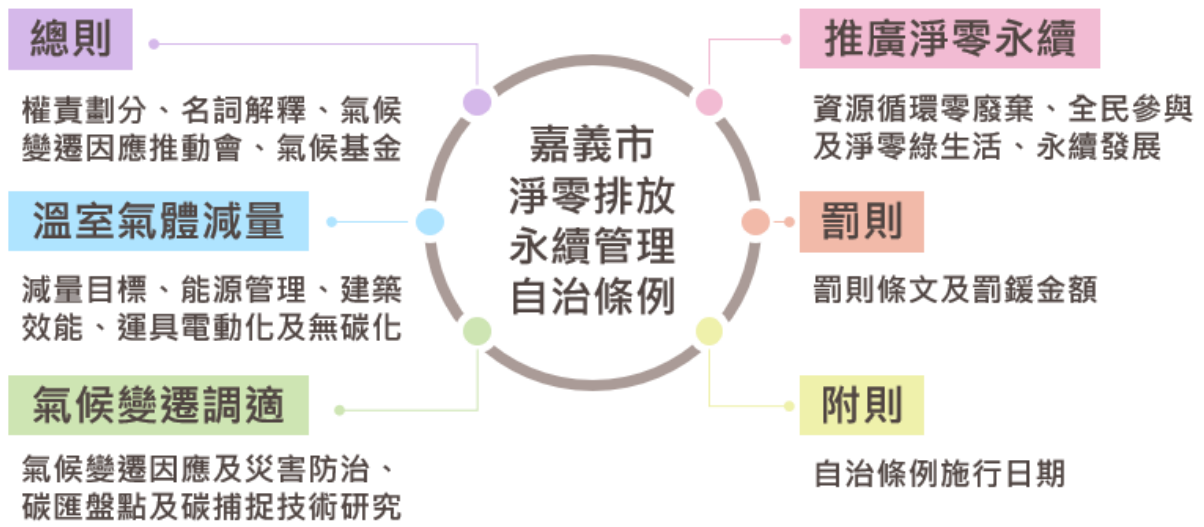 總則
權責劃分、名詞解釋、氣候
變遷因應推動會、氣候基金
溫室氣體減量
減量目標、能源管理、建築
效能、運具電動化及無碳化
氣候變遷調適
氣候變遷因應及災害防治、
碳匯盤點及碳捕捉技術研究
嘉義市
淨零排放
永續管理
自治條例
推廣淨零永續
資源循環零廢棄、全民參與
及淨零綠生活、永續發展
罰則
罰則條文及罰鍰金額
附則
自治條例施行日期